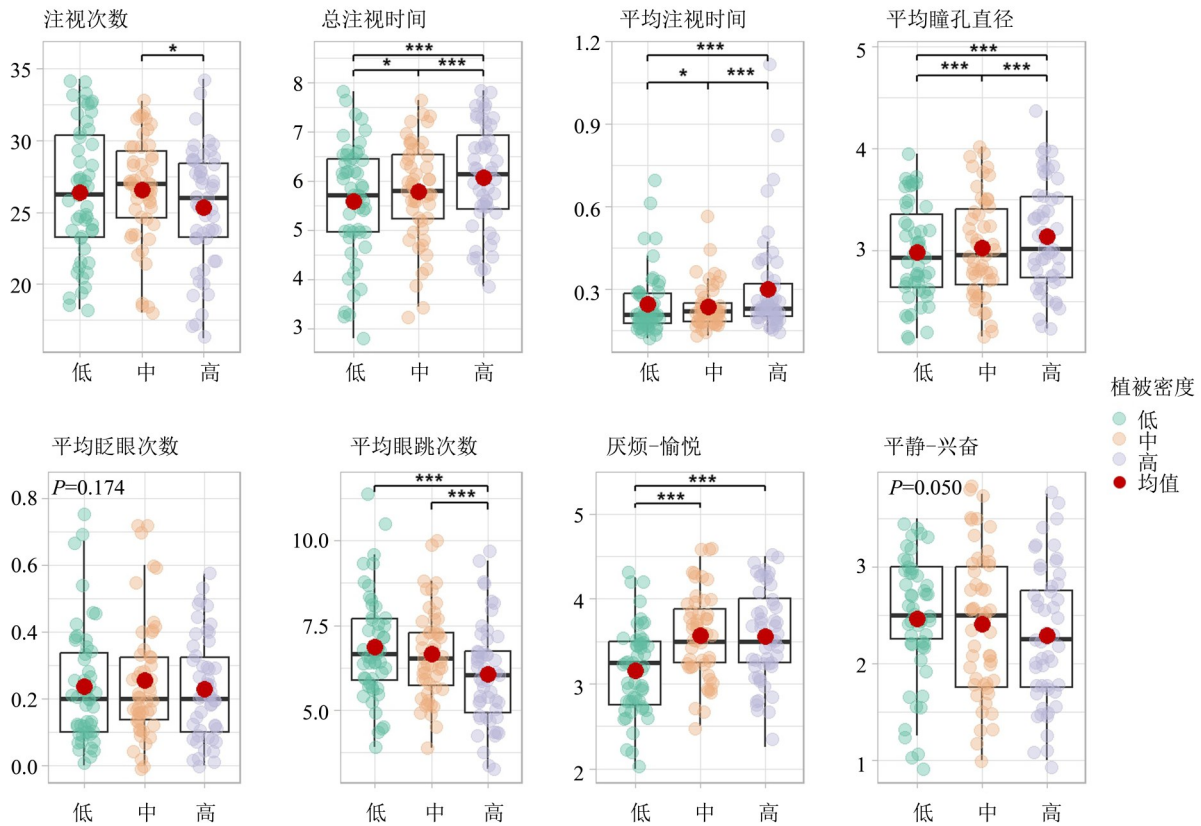 注视次数
*
35
30
25
20
低 中 高
总注视时间
***
* ***
8
7
6
5
4
3
低 中 高
平均注视时间
***
* ***
1.2
0.9
0.6
0.3
低 中 高
平均瞳孔直径
***
*** ***
5
4
3
低 中 高
平均眨眼次数
P=0.174
0.8
0.6
0.4
0.2
0.0
低 中 高
平均眼跳次数
***
***
10.0
7.5
5.0
低 中 高
厌烦–愉悦
***
***
5
4
3
2
低 中 高
平静–兴奋
P=0.050
3
2
1
低 中 高
植被密度
低
中
高
均值